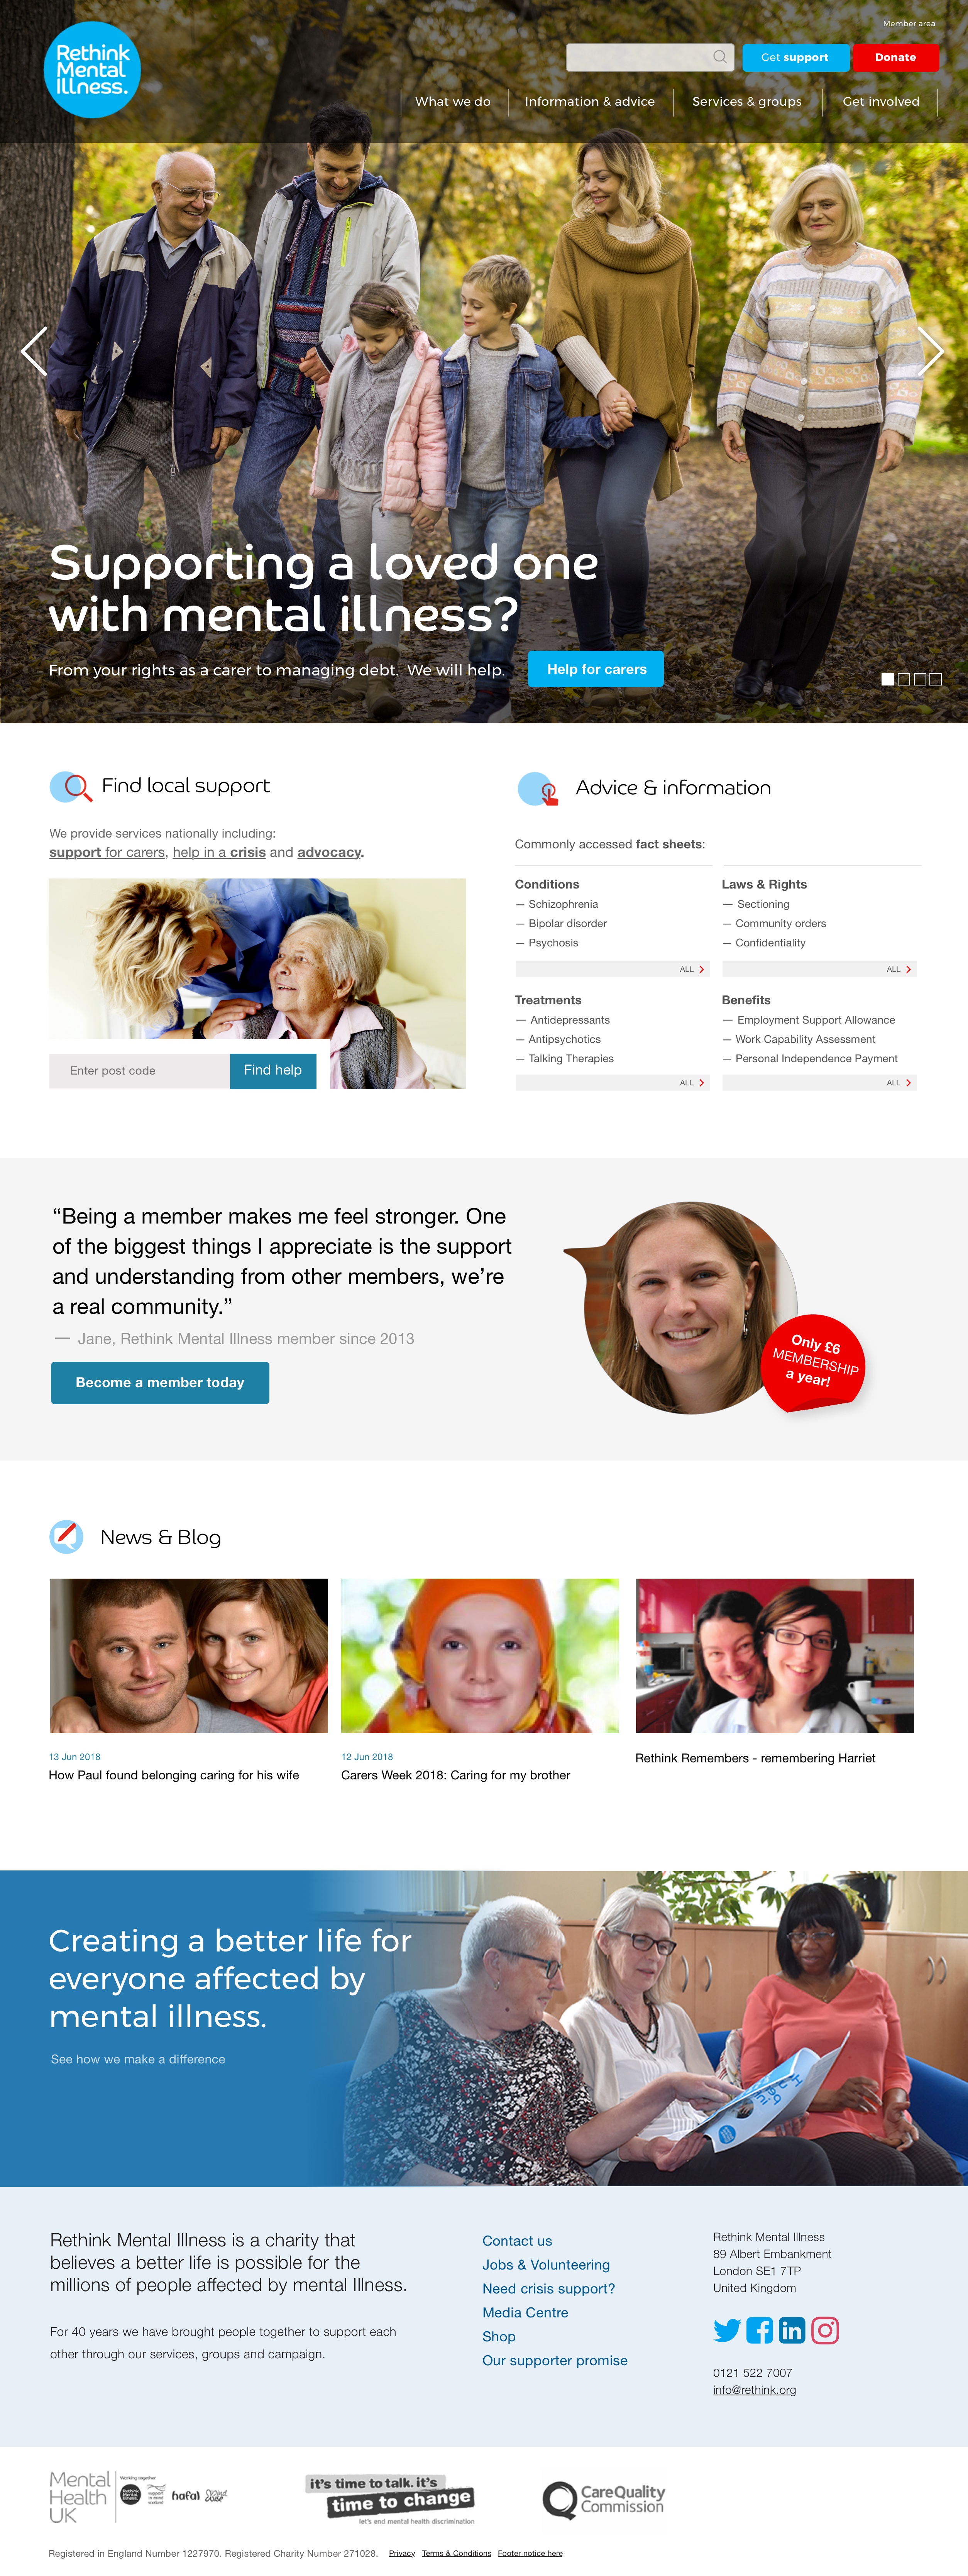 Member area
Rethink
Mental
Illness.
Get support
Donate
What we do
Information & advice
Services & groups
Get involved
Supporting a loved one
with mental illness?
From your rights as a carer to managing debt. We will help.
Help for carers
Find local support
We provide services nationally including:
support for carers, help in a crisis and advocacy.
Enter post code
Find help
Advice & information
Commonly accessed fact sheets:
Conditions
— Schizophrenia
— Bipolar disorder
— Psychosis
ALL
Laws & Rights
— Sectioning
— Community orders
— Confidentiality
ALL
Treatments
— Antidepressants
— Antipsychotics
— Talking Therapies
ALL
Benefits
— Employment Support Allowance
— Work Capability Assessment
— Personal Independence Payment
ALL
“Being a member makes me feel stronger. One
of the biggest things I appreciate is the support
and understanding from other members, we’re
a real community.”
— Jane, Rethink Mental Illness member since 2013
Become a member today
Only £6
MEMBERSHIP
a year!
News & Blog
13 Jun 2018
How Paul found belonging caring for his wife
12 Jun 2018
Carers Week 2018: Caring for my brother
Rethink Remembers - remembering Harriet
Creating a better life for
everyone affected by
mental illness.
See how we make a difference
Rethink Mental Illness is a charity that
believes a better life is possible for the
millions of people affected by mental Illness.
For 40 years we have brought people together to support each
other through our services, groups and campaign.
Contact us
Jobs & Volunteering
Need crisis support?
Media Centre
Shop
Our supporter promise
Rethink Mental Illness
89 Albert Embankment
London SE1 7TP
United Kingdom
0121 522 7007
info@rethink.org
Mental
Health
UK
Working together
Rethink
Mental
Illness.
hafal
it’s time to talk. it’s
time to change
let’s end mental health discrimination
CareQuality
Commission
Registered in England Number 1227970. Registered Charity Number 271028.
Privacy
Terms & Conditions
Footer notice here